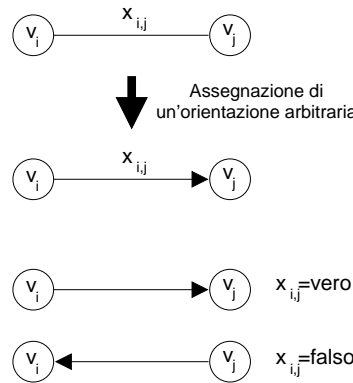 x i,j
v i v j
Assegnazione di
un'orientazione arbitraria
x i,j
v i v j
v i v j x i,j=vero
v i v j x i,j=falso